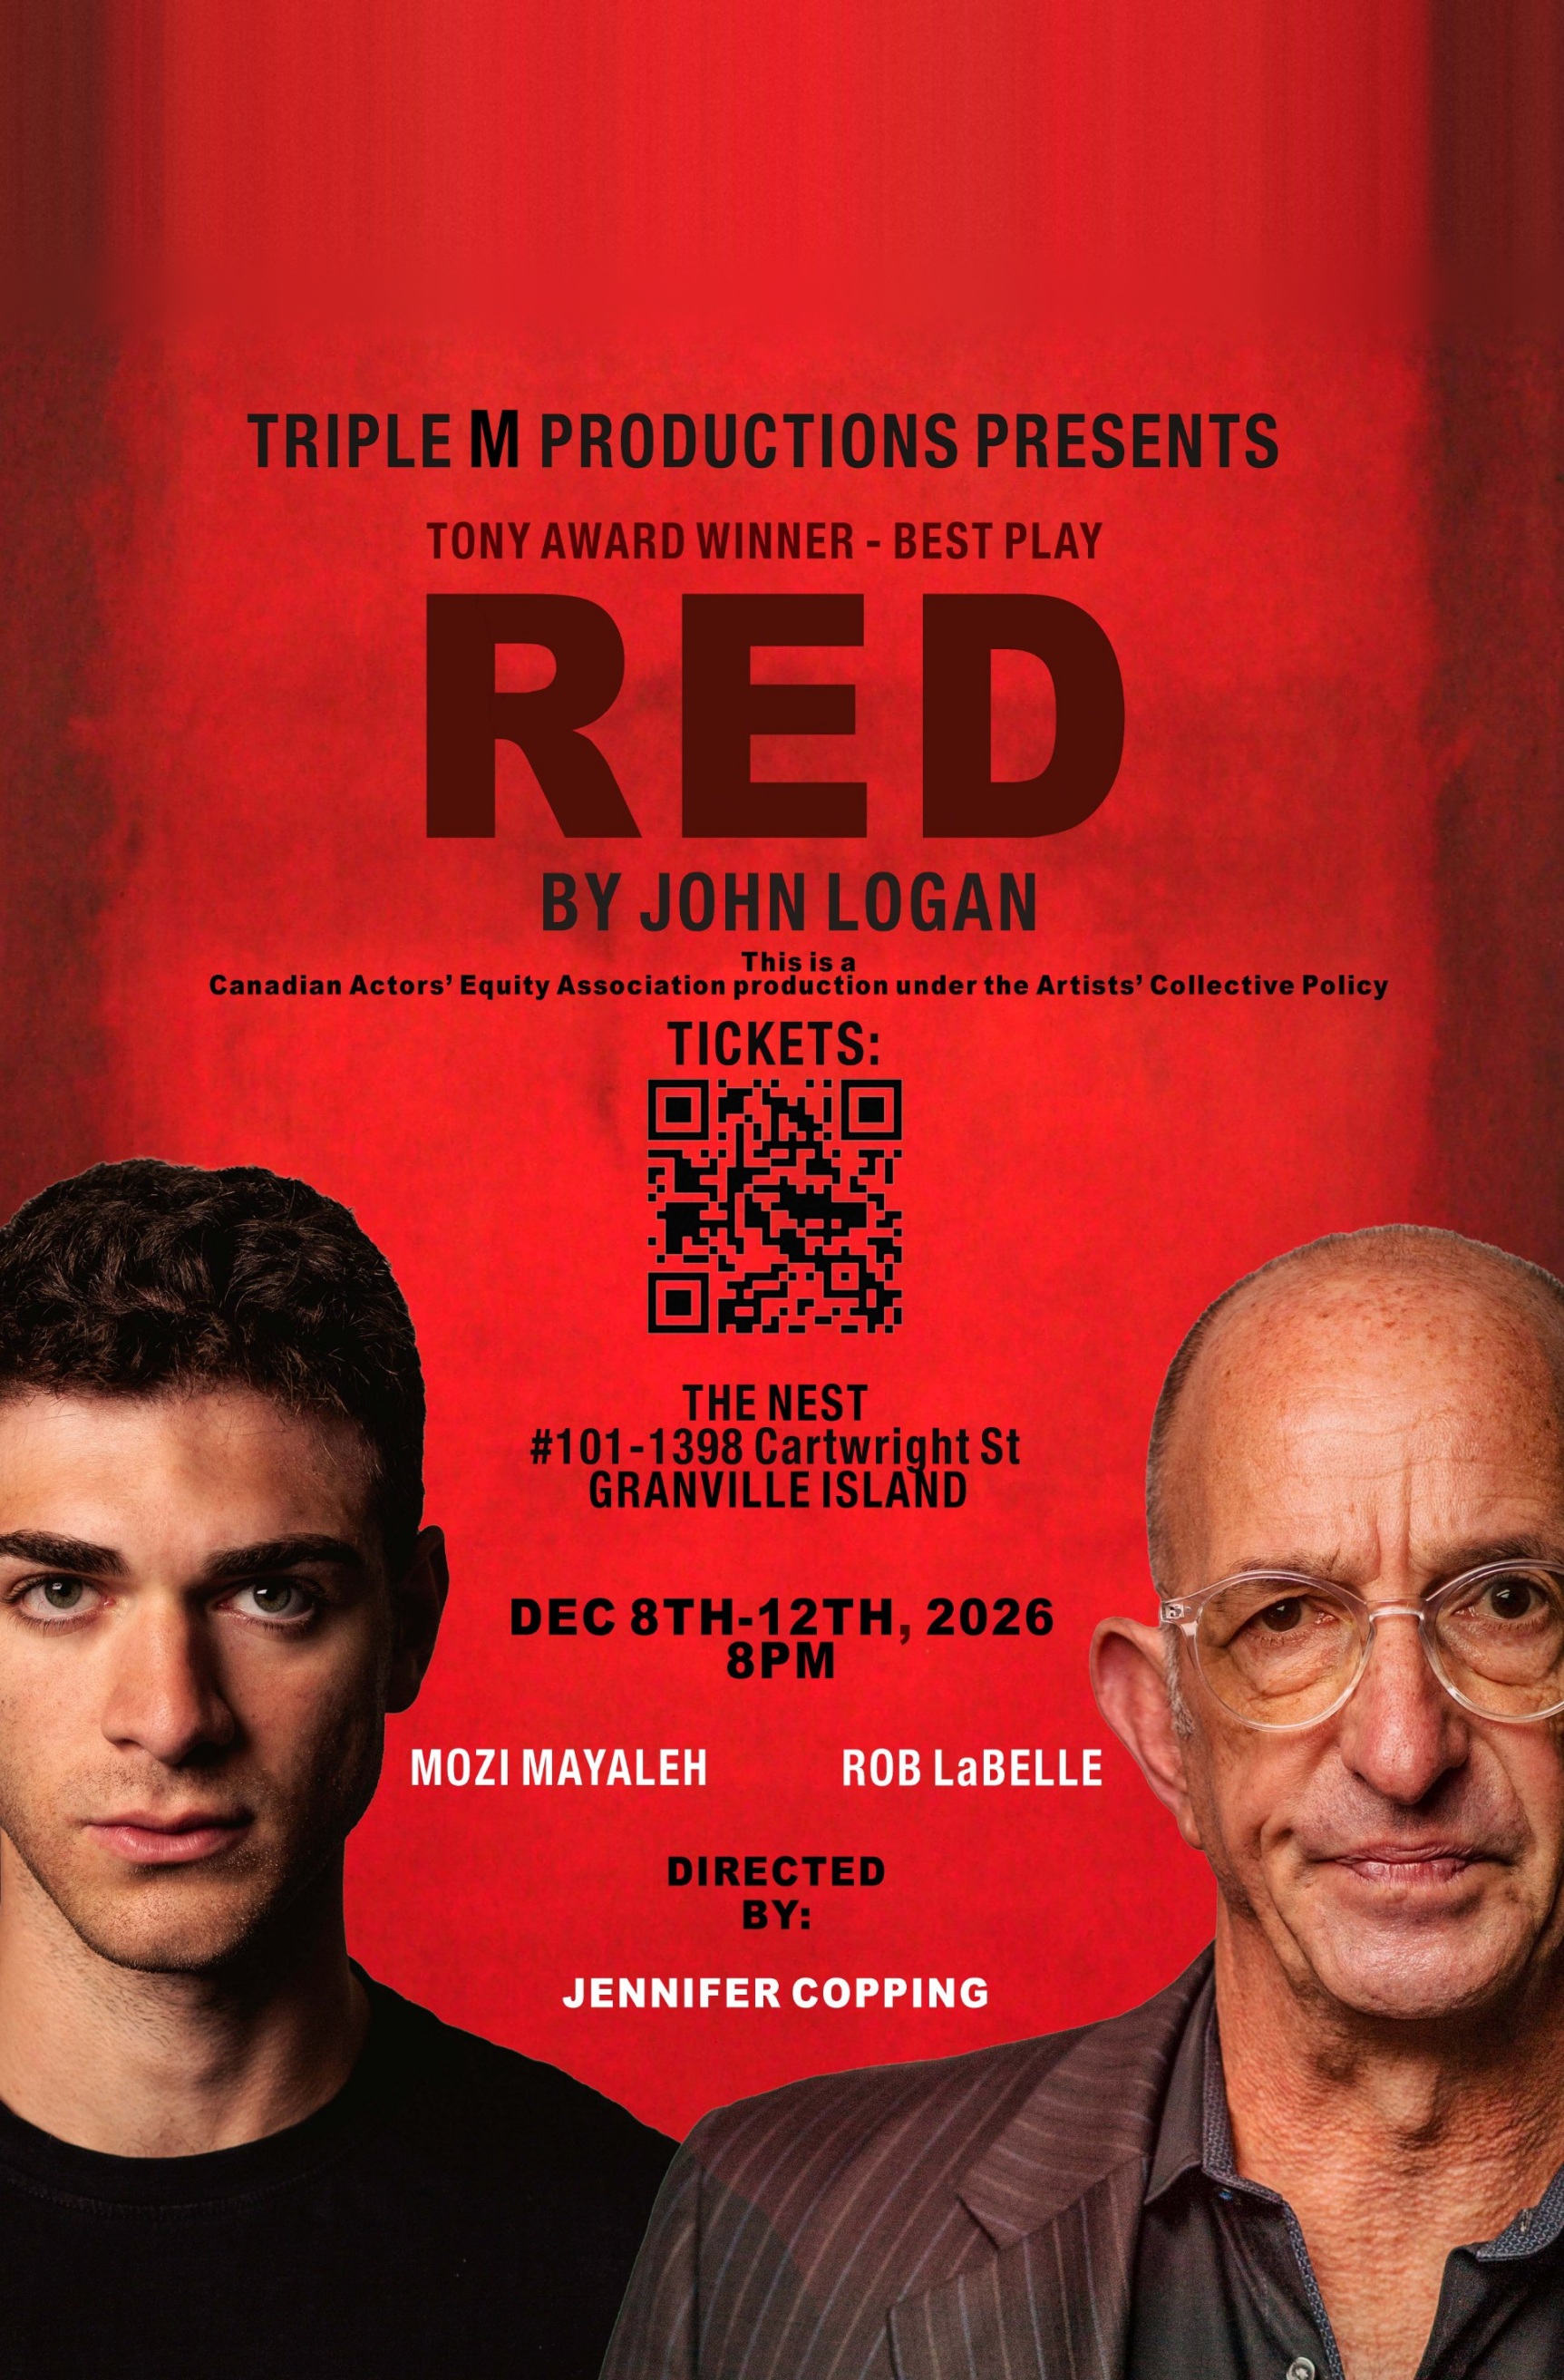 TRIPLE M PRODUCTIONS PRESENTS
TONY AWARD WINNER - BEST PLAY
RED
BY JOHN LOGAN
This is a
Canadian Actors’ Equity Association production under the Artists’ Collective Policy
TICKETS:
THE NEST
#101-1398 Cartwright St
GRANVILLE ISLAND
DEC 8TH-12TH, 2026
8PM
MOZI MAYALEH ROB LaBELLE
DIRECTED
BY:
JENNIFER COPPING